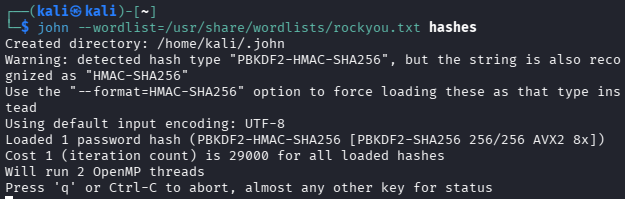 ┌──(kali㉿kali)-[~]
└─$ john --wordlist=/usr/share/wordlists/rockyou.txt hashes
Created directory: /home/kali/.john
Warning: detected hash type "PBKDF2-HMAC-SHA256", but the string is also reco
gnized as "HMAC-SHA256"
Use the "--format=HMAC-SHA256" option to force loading these as that type ins
tead
Using default input encoding: UTF-8
Loaded 1 password hash (PBKDF2-HMAC-SHA256 [PBKDF2-SHA256 256/256 AVX2 8x])
Cost 1 (iteration count) is 29000 for all loaded hashes
Will run 2 OpenMP threads
Press 'q' or Ctrl-C to abort, almost any other key for status